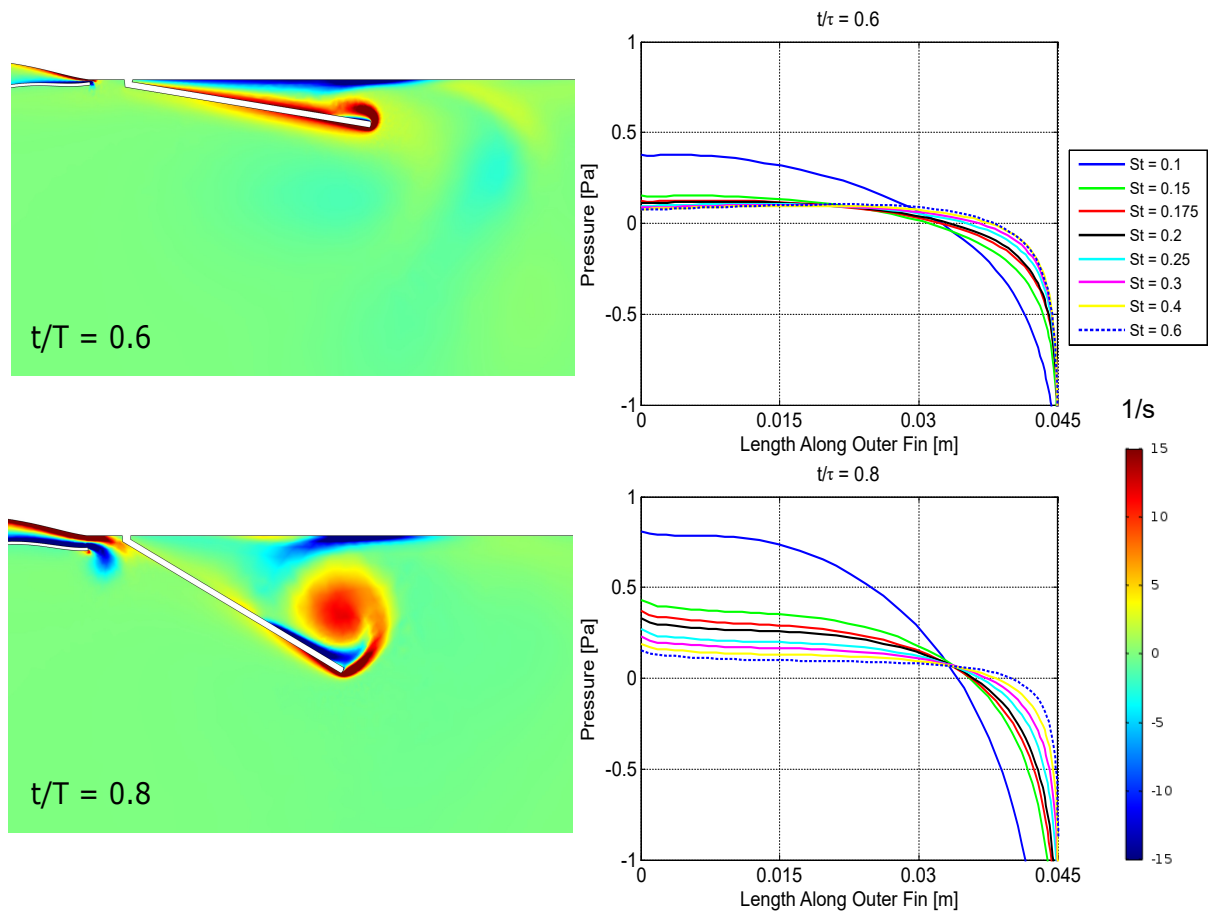 t/τ = 0.6
1
0.5
0
-0.5
-1
Pressure [Pa]
0 0.015 0.03 0.045
Length Along Outer Fin [m]
t/T = 0.6
St = 0.1
St = 0.15
St = 0.175
St = 0.2
St = 0.25
St = 0.3
St = 0.4
St = 0.6
1/s
15
10
5
0
-5
-10
-15
t/τ = 0.8
1
0.5
0
-0.5
-1
Pressure [Pa]
0 0.015 0.03 0.045
Length Along Outer Fin [m]
t/T = 0.8